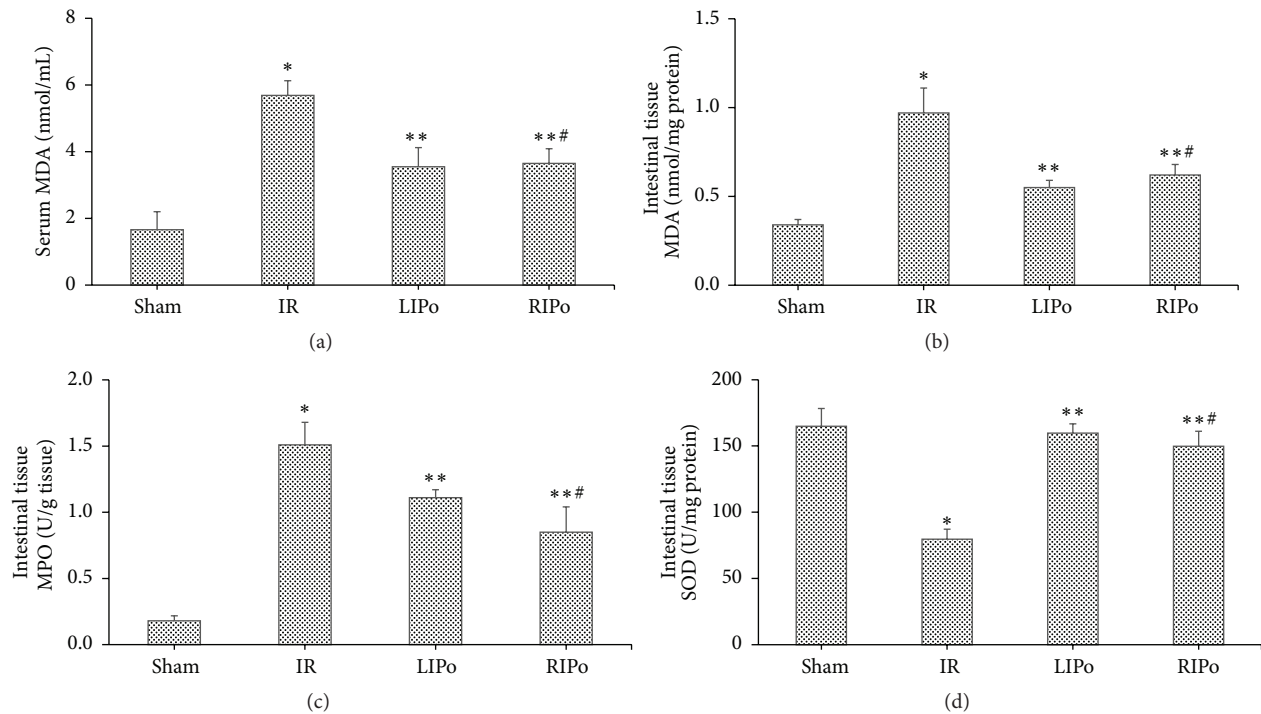 Serum MDA (nmol/mL)
8
6
4
2
0
*
**
**#
Sham IR LIPo RIPo
(a)
Intestinal tissue
MDA (nmol/mg protein)
1.5
1.0
0.5
0.0
*
**
**#
Sham IR LIPo RIPo
(b)
Intestinal tissue
MPO (U/g tissue)
2.0
1.5
1.0
0.5
0.0
*
**
**#
Sham IR LIPo RIPo
(c)
Intestinal tissue
SOD (U/mg protein)
200
150
100
50
0
*
**
**#
Sham IR LIPo RIPo
(d)